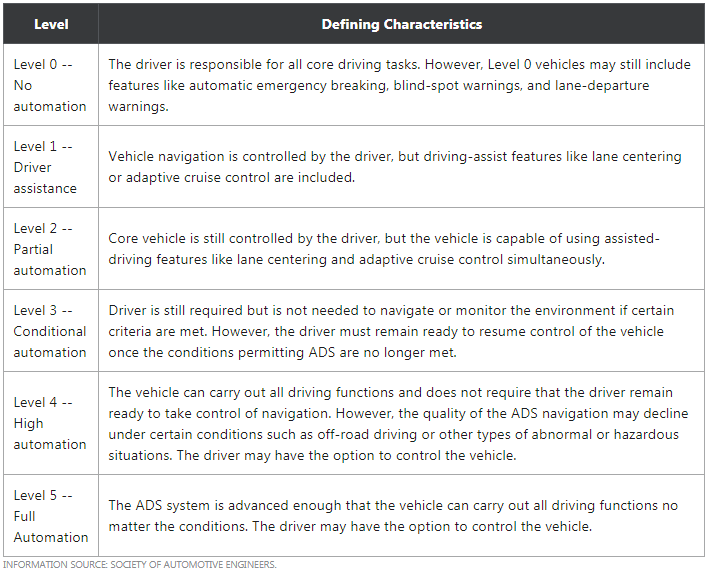 Level
Defining Characteristics
Level 0 --
No
automation
The driver is responsible for all core driving tasks. However, Level 0 vehicles may still include
features like automatic emergency breaking, blind-spot warnings, and lane-departure
warnings.
Level 1 --
Driver
assistance
Vehicle navigation is controlled by the driver, but driving-assist features like lane centering
or adaptive cruise control are included.
Level 2 --
Partial
automation
Core vehicle is still controlled by the driver, but the vehicle is capable of using assisted-
driving features like lane centering and adaptive cruise control simultaneously.
Level 3 --
Conditional
automation
Driver is still required but is not needed to navigate or monitor the environment if certain
criteria are met. However, the driver must remain ready to resume control of the vehicle
once the conditions permitting ADS are no longer met.
Level 4 --
High
automation
The vehicle can carry out all driving functions and does not require that the driver remain
ready to take control of navigation. However, the quality of the ADS navigation may decline
under certain conditions such as off-road driving or other types of abnormal or hazardous
situations. The driver may have the option to control the vehicle.
Level 5 --
Full
Automation
The ADS system is advanced enough that the vehicle can carry out all driving functions no
matter the conditions. The driver may have the option to control the vehicle.
INFORMATION SOURCE: SOCIETY OF AUTOMOTIVE ENGINEERS.